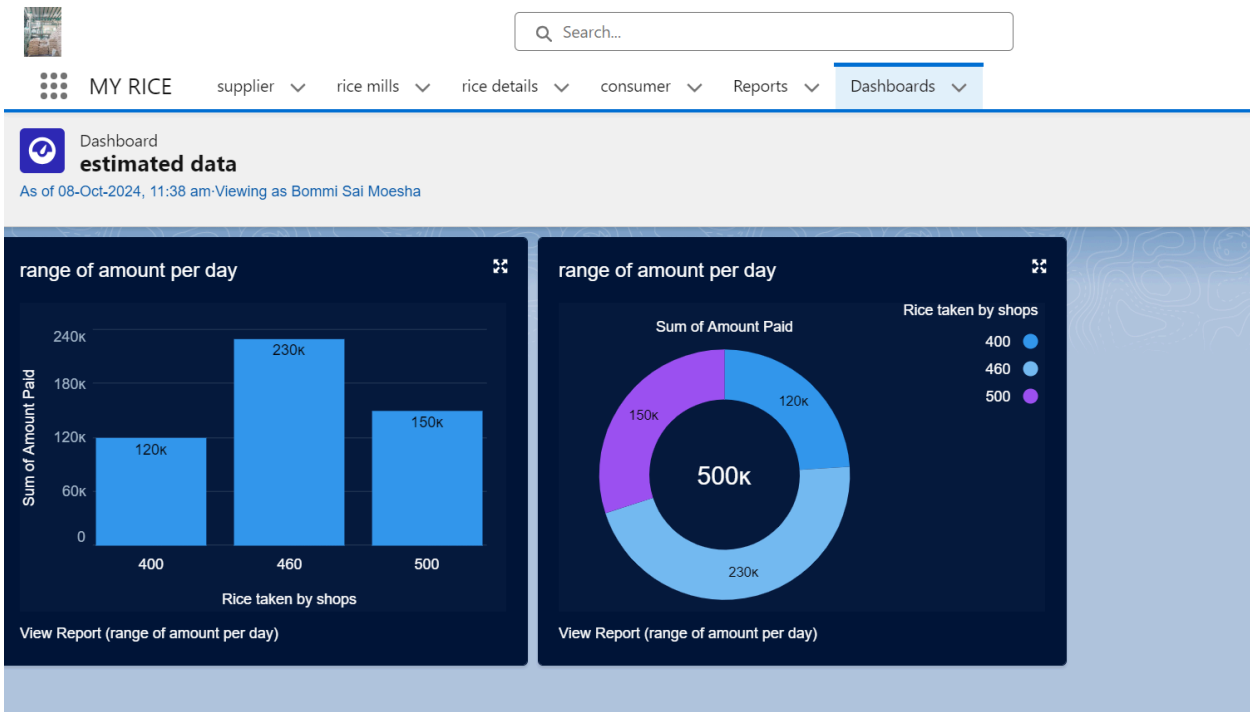 Search...
MY RICE supplier rice mills rice details consumer Reports Dashboards
Dashboard
estimated data
As of 08-Oct-2024, 11:38 am·Viewing as Bommi Sai Moesha
range of amount per day
Sum of Amount Paid
240K
180K
120K
60K
0
120K
230K
150K
400 460 500
Rice taken by shops
View Report (range of amount per day)
range of amount per day
Rice taken by shops
400
460
500
Sum of Amount Paid
120K
150K
500K
230K
View Report (range of amount per day)